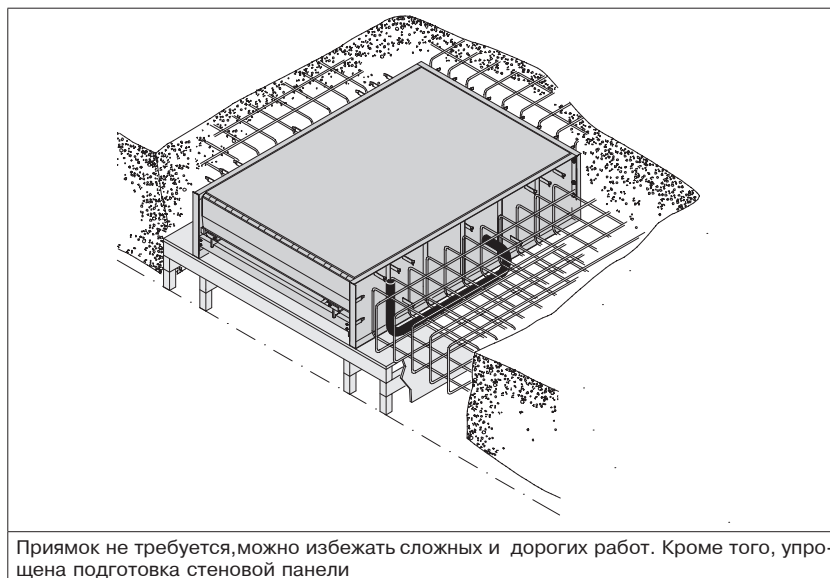 Приямок не требуется,можно избежать сложных и дорогих работ. Кроме того, упро-
щена подготовка стеновой панели